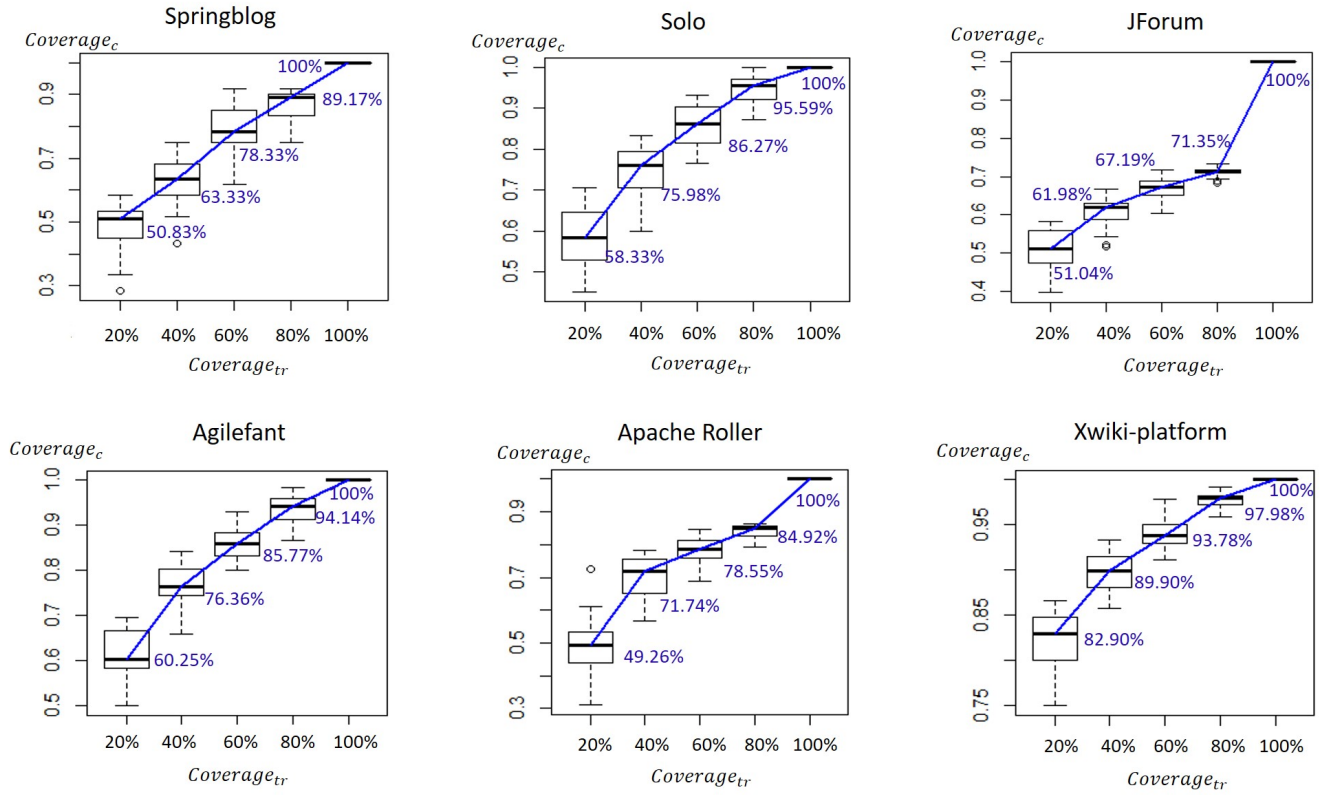 Springblog
Coverage_c
0.3 0.5 0.7 0.9
100%
89.17%
78.33%
63.33%
50.83%
20% 40% 60% 80% 100%
Coverage_tr
Solo
Coverage_c
0.5 0.6 0.7 0.8 0.9 1.0
100%
95.59%
86.27%
75.98%
58.33%
20% 40% 60% 80% 100%
Coverage_tr
JForum
Coverage_c
0.4 0.5 0.6 0.7 0.8 0.9 1.0
100%
71.35%
67.19%
61.98%
51.04%
20% 40% 60% 80% 100%
Coverage_tr
Agilefant
Coverage_c
0.5 0.6 0.7 0.8 0.9 1.0
100%
94.14%
85.77%
76.36%
60.25%
20% 40% 60% 80% 100%
Coverage_tr
Apache Roller
Coverage_c
0.3 0.5 0.7 0.9
100%
84.92%
78.55%
71.74%
49.26%
20% 40% 60% 80% 100%
Coverage_tr
Xwiki-platform
Coverage_c
0.75 0.85 0.95
100%
97.98%
93.78%
89.90%
82.90%
20% 40% 60% 80% 100%
Coverage_tr